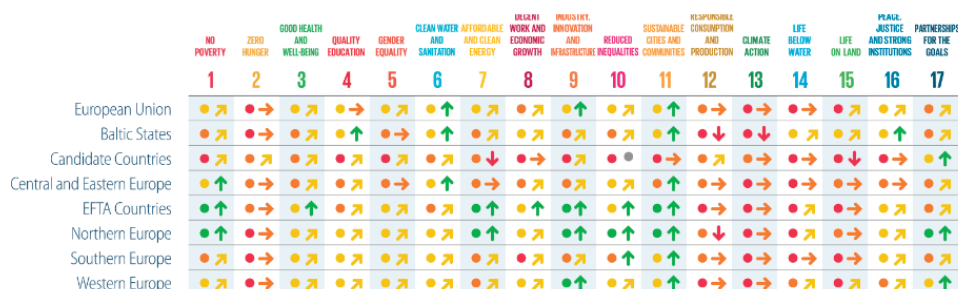 NO POVERTY
ZERO HUNGER
GOOD HEALTH AND WELL-BEING
QUALITY EDUCATION
GENDER EQUALITY
CLEAN WATER AND SANITATION
AFFORDABLE AND CLEAN ENERGY
DECENT WORK AND ECONOMIC GROWTH
INDUSTRY, INNOVATION AND INFRASTRUCTURE
REDUCED INEQUALITIES
SUSTAINABLE CITIES AND COMMUNITIES
RESPONSIBLE CONSUMPTION AND PRODUCTION
CLIMATE ACTION
LIFE BELOW WATER
LIFE ON LAND
PEACE, JUSTICE AND STRONG INSTITUTIONS
PARTNERSHIPS FOR THE GOALS
1 2 3 4 5 6 7 8 9 10 11 12 13 14 15 16 17
European Union
Baltic States
Candidate Countries
Central and Eastern Europe
EFTA Countries
Northern Europe
Southern Europe
Western Europe